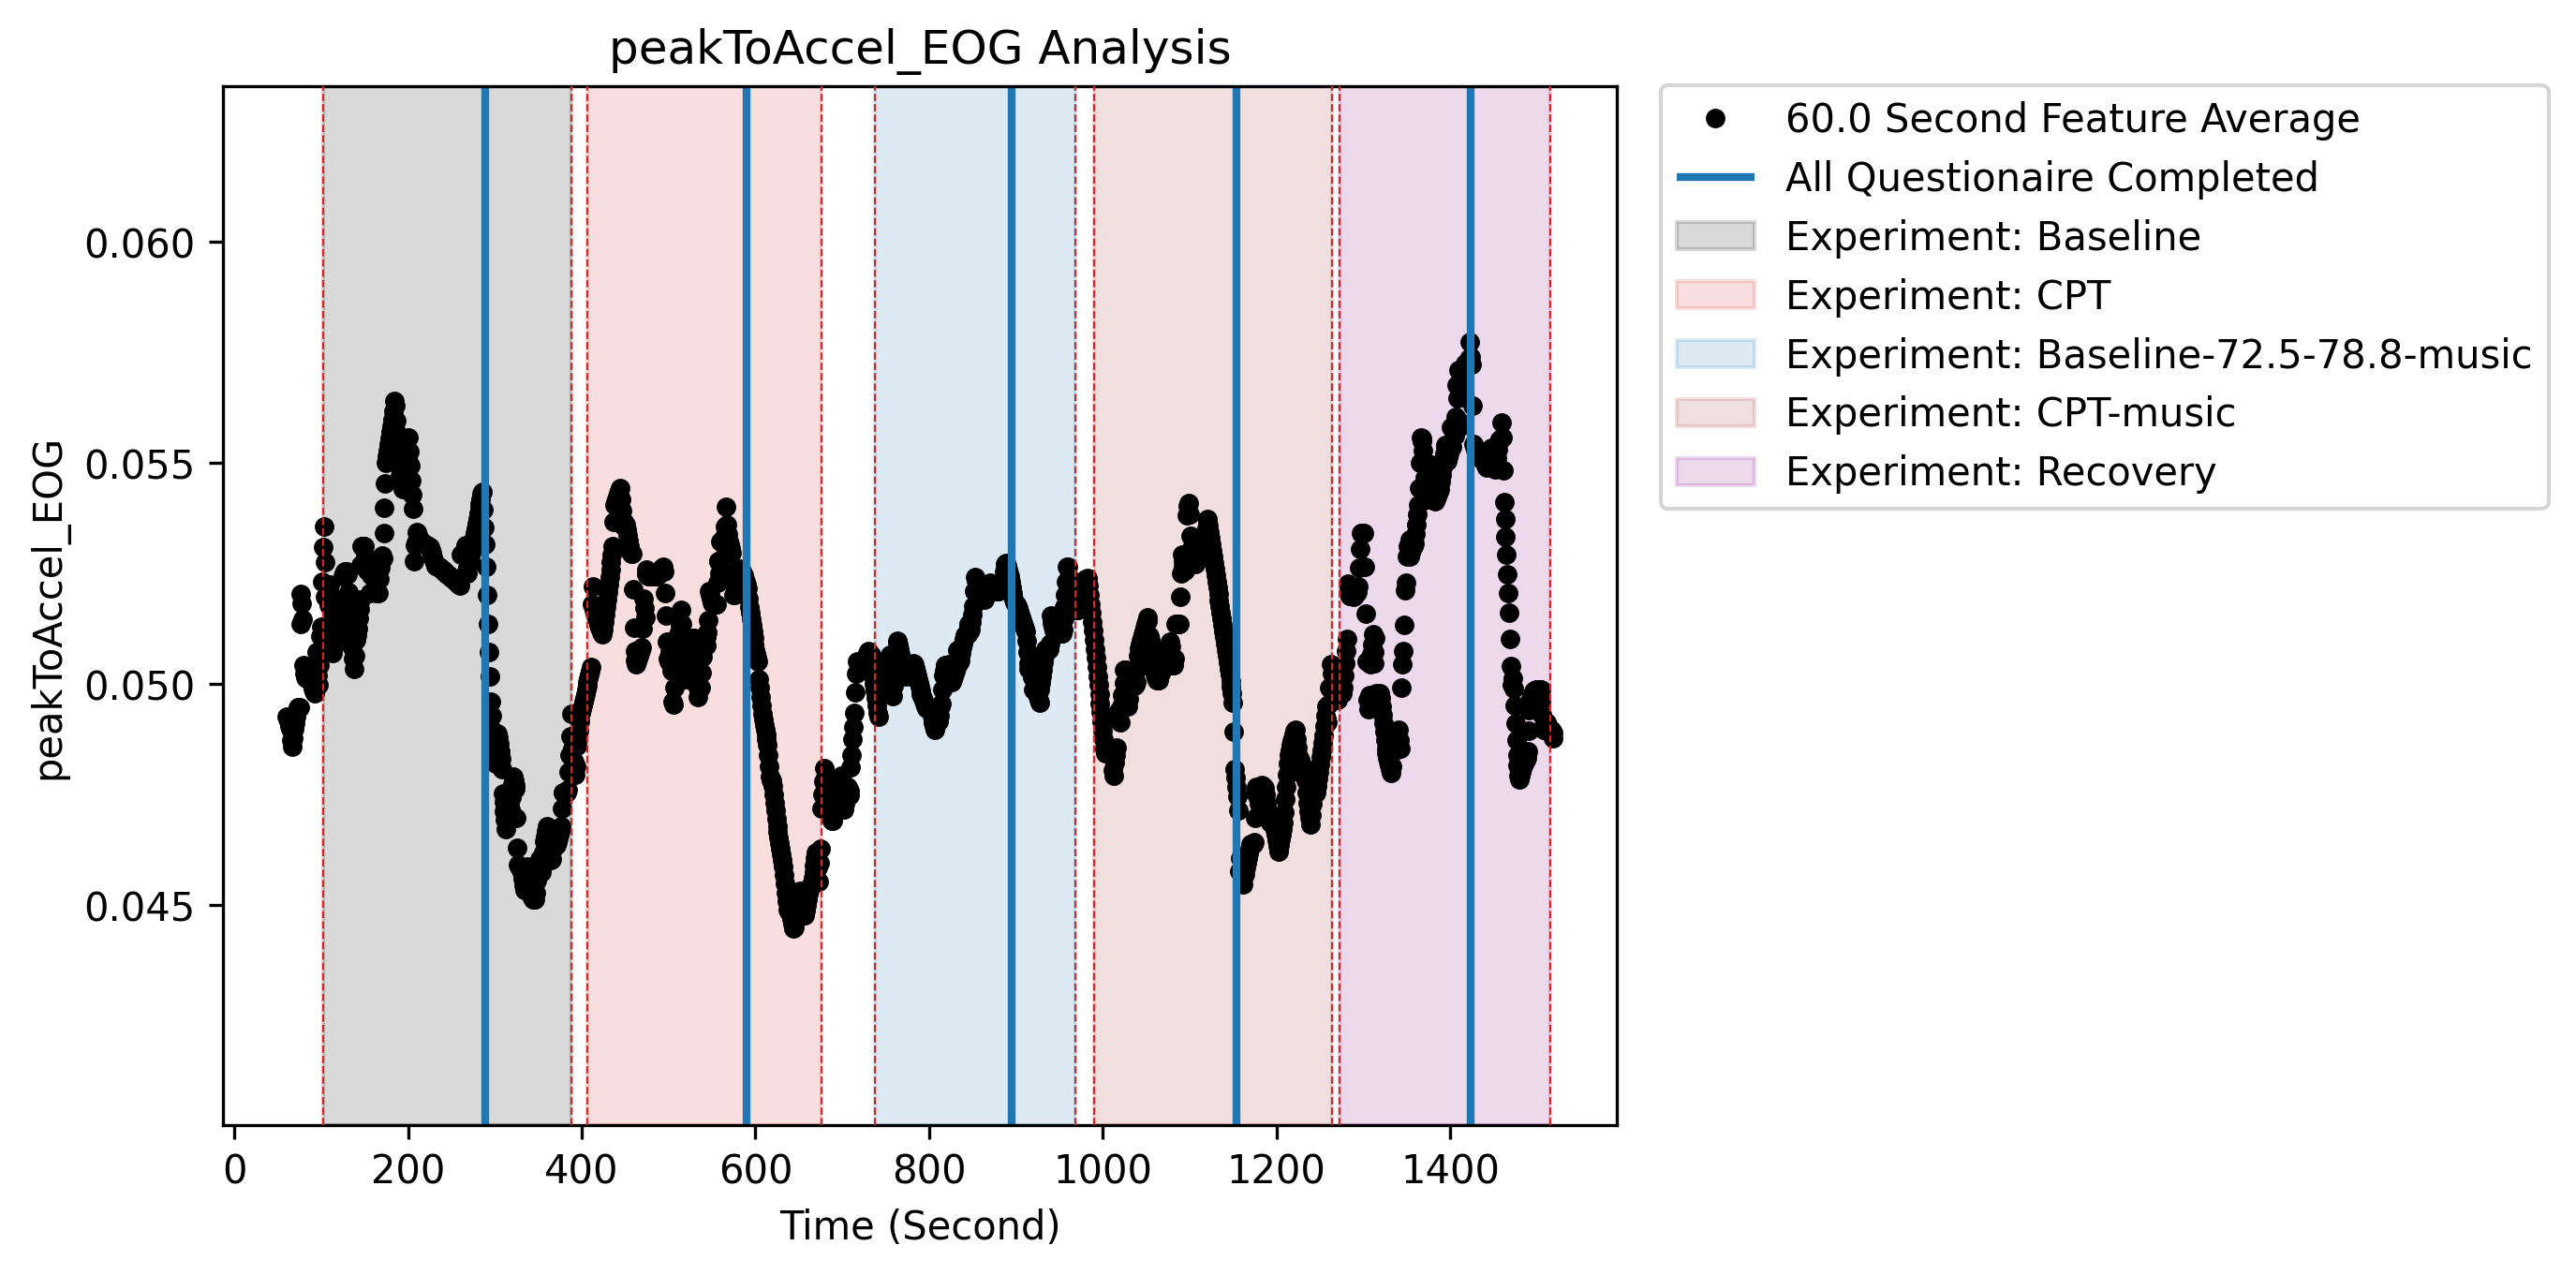 peakToAccel_EOG Analysis
60.0 Second Feature Average
All Questionaire Completed
Experiment: Baseline
Experiment: CPT
Experiment: Baseline-72.5-78.8-music
Experiment: CPT-music
Experiment: Recovery
peakToAccel_EOG
0.060
0.055
0.050
0.045
0 200 400 600 800 1000 1200 1400
Time (Second)